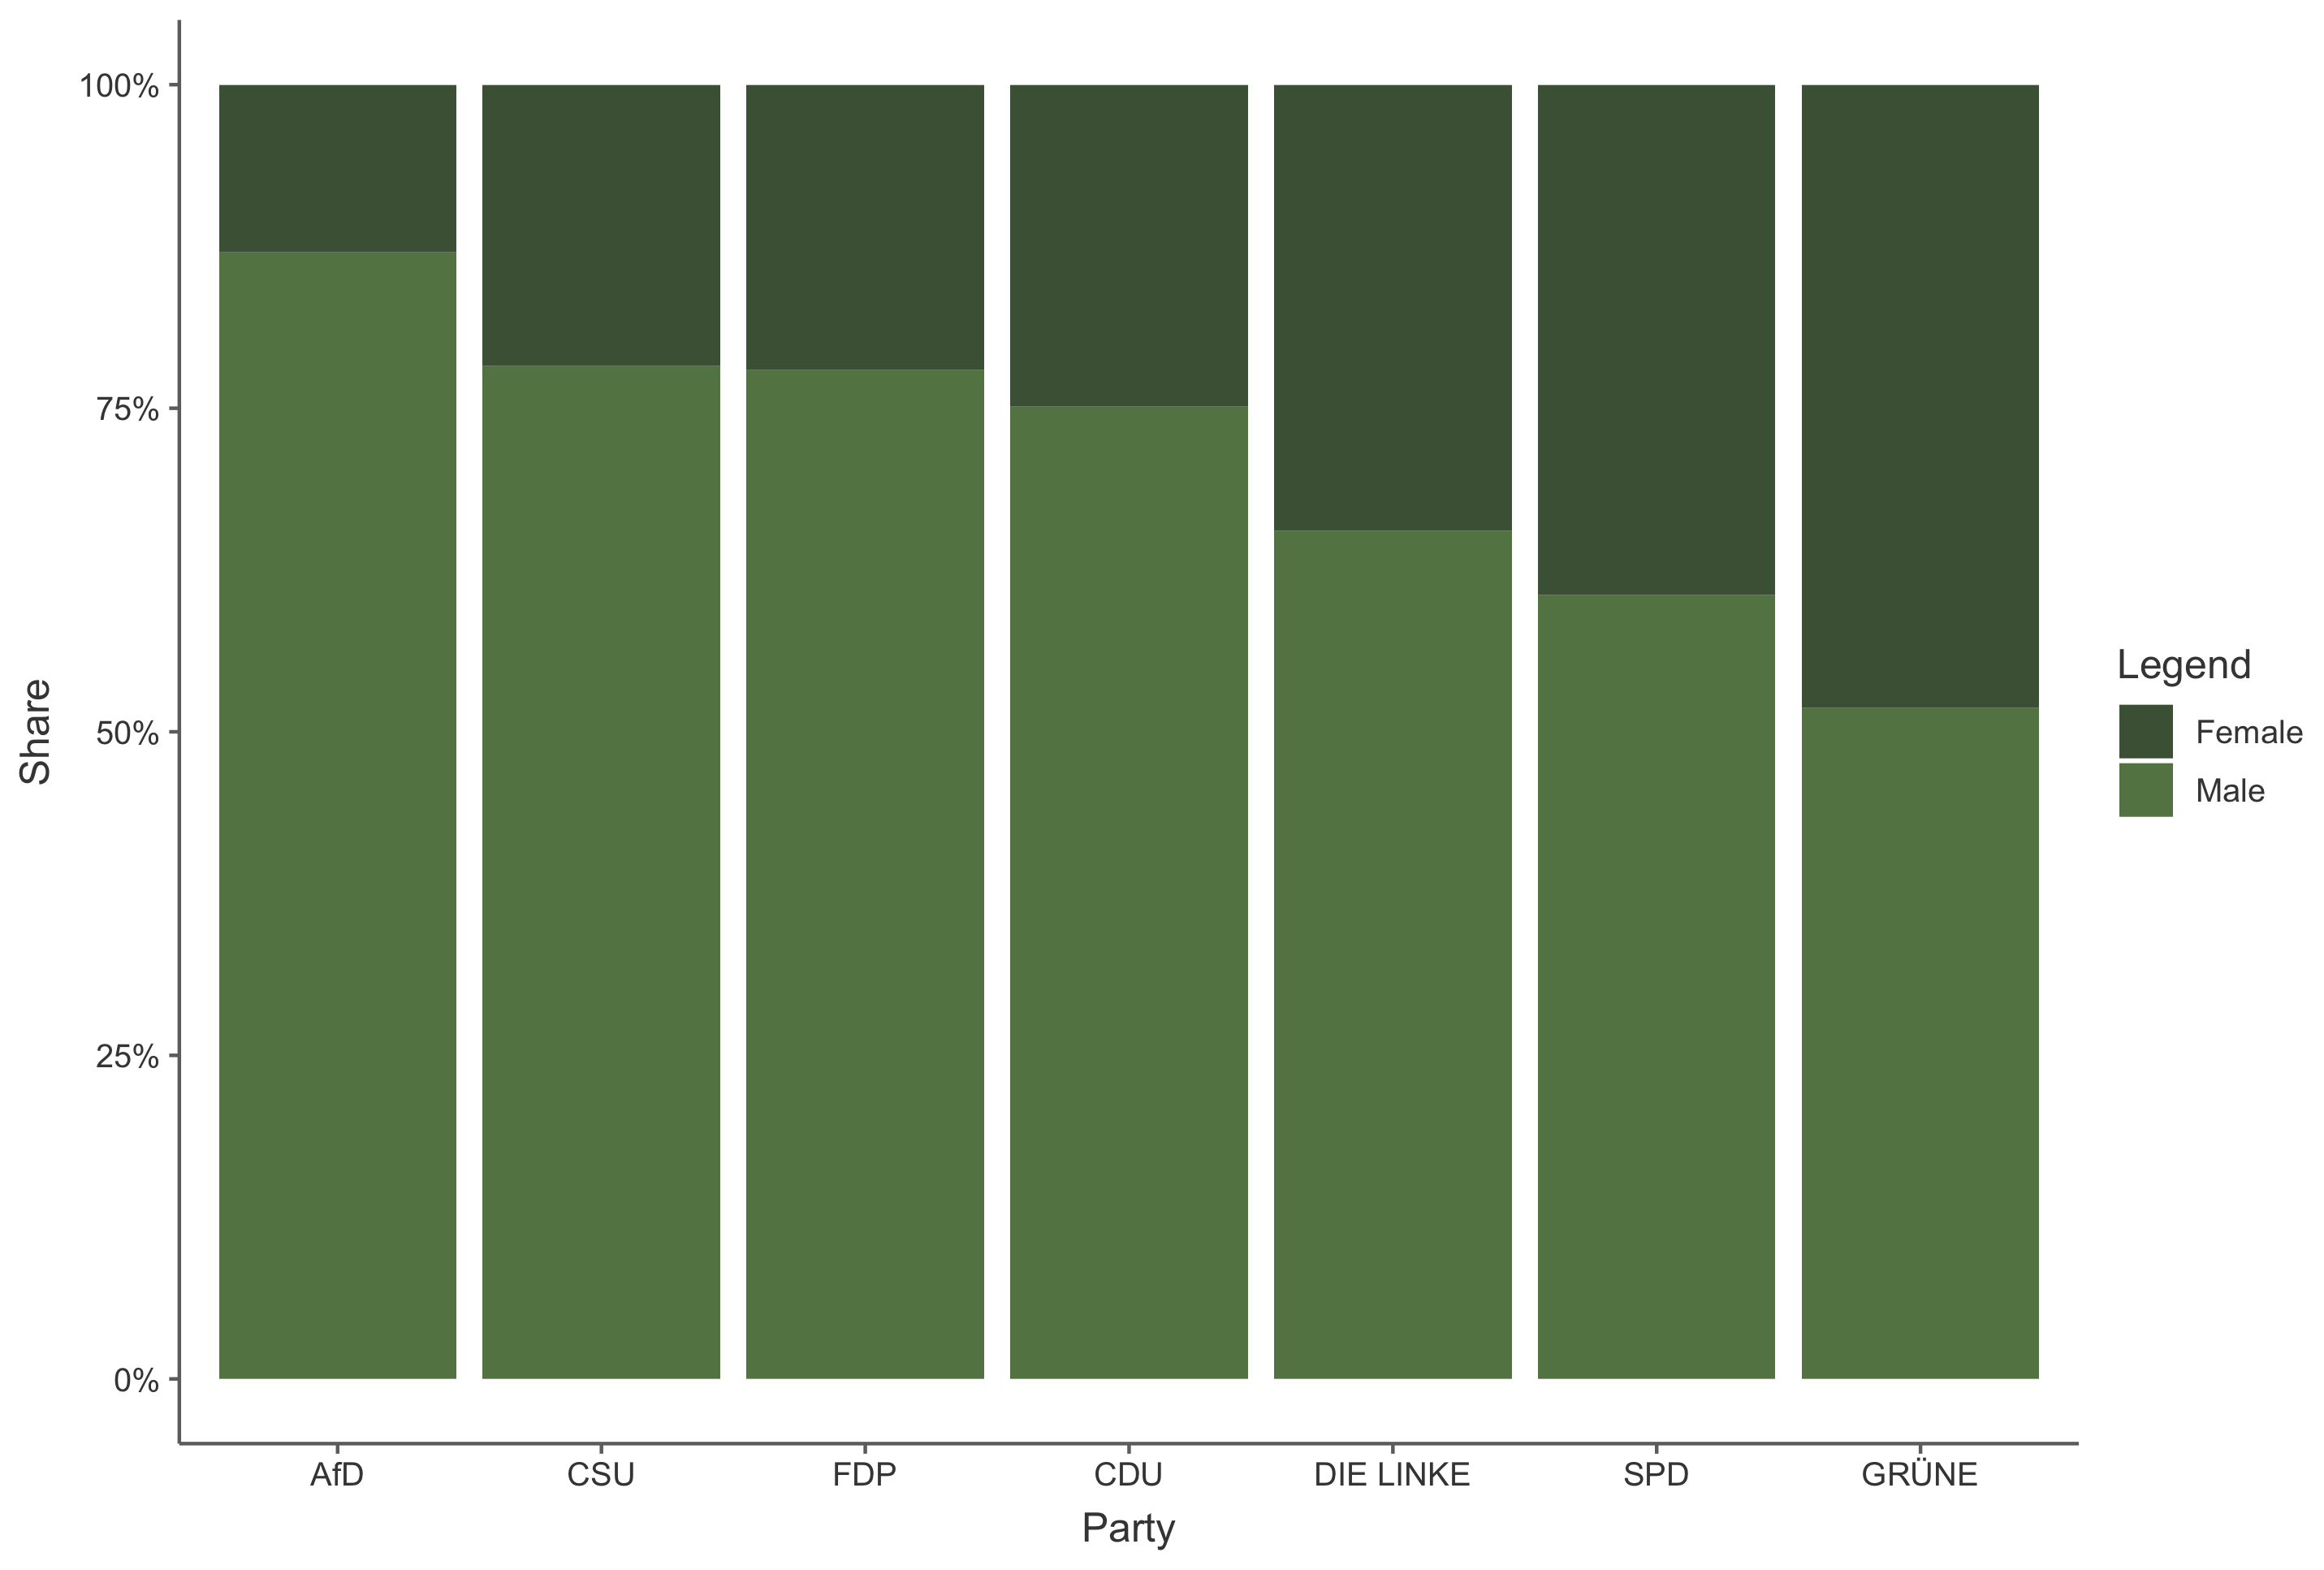 100%
75%
50%
25%
0%
Share
AfD
CSU
FDP
CDU
DIE LINKE
SPD
GRÜNE
Party
Legend
Female
Male